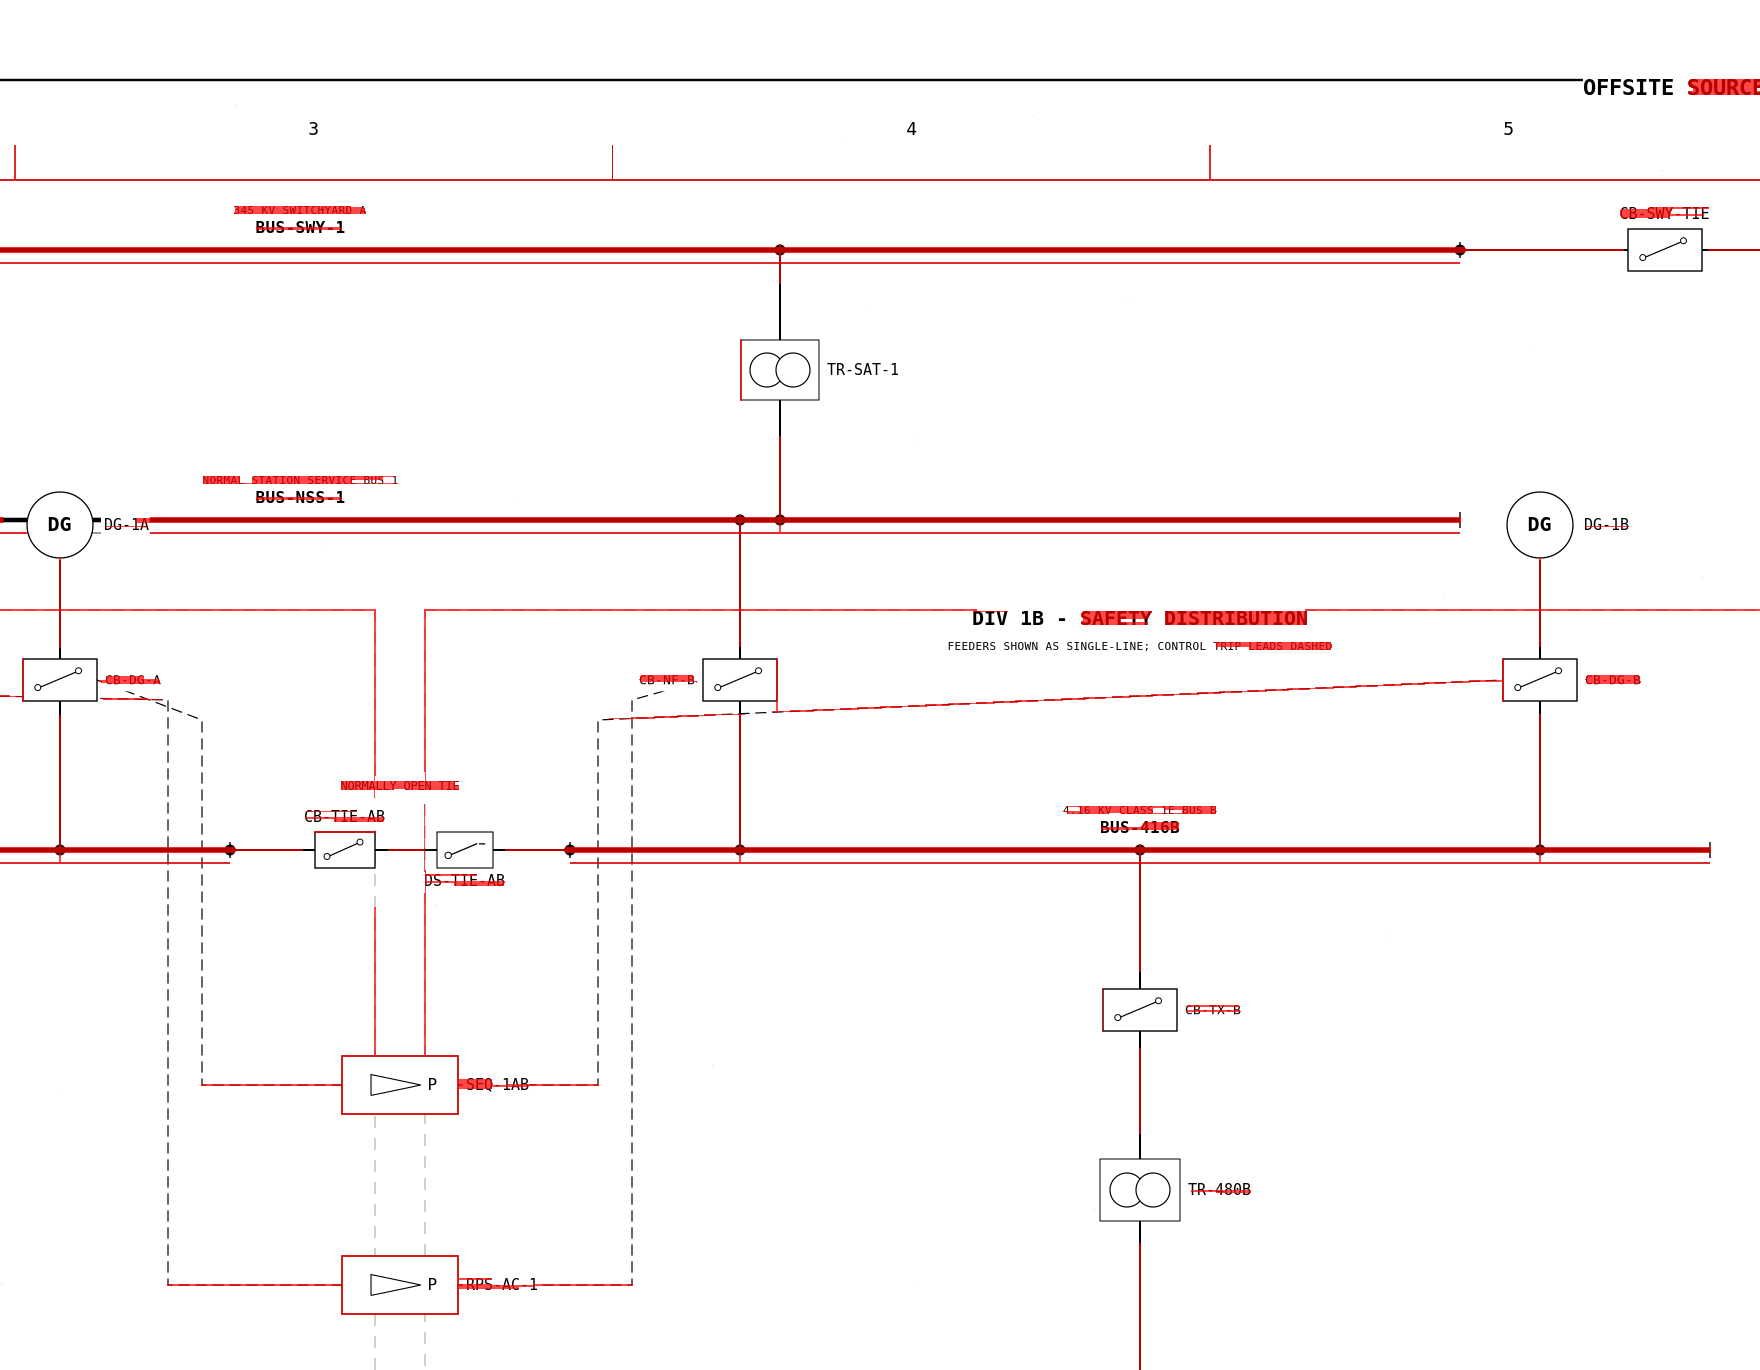 OFFSITE SOURCE
3 4 5
345 KV SWITCHYARD A
BUS-SWY-1
CB-SWY-TIE
TR-SAT-1
NORMAL STATION SERVICE BUS 1
BUS-NSS-1
DG DG-1A
DG DG-1B
DIV 1B - SAFETY DISTRIBUTION
FEEDERS SHOWN AS SINGLE-LINE; CONTROL TRIP LEADS DASHED
CB-DG-A
CB-NF-B
CB-DG-B
NORMALLY OPEN TIE
CB-TIE-AB
4.16 KV CLASS 1E BUS B
BUS-416B
DS-TIE-AB
CB-TX-B
P SEQ-1AB
TR-480B
P RPS-AC-1